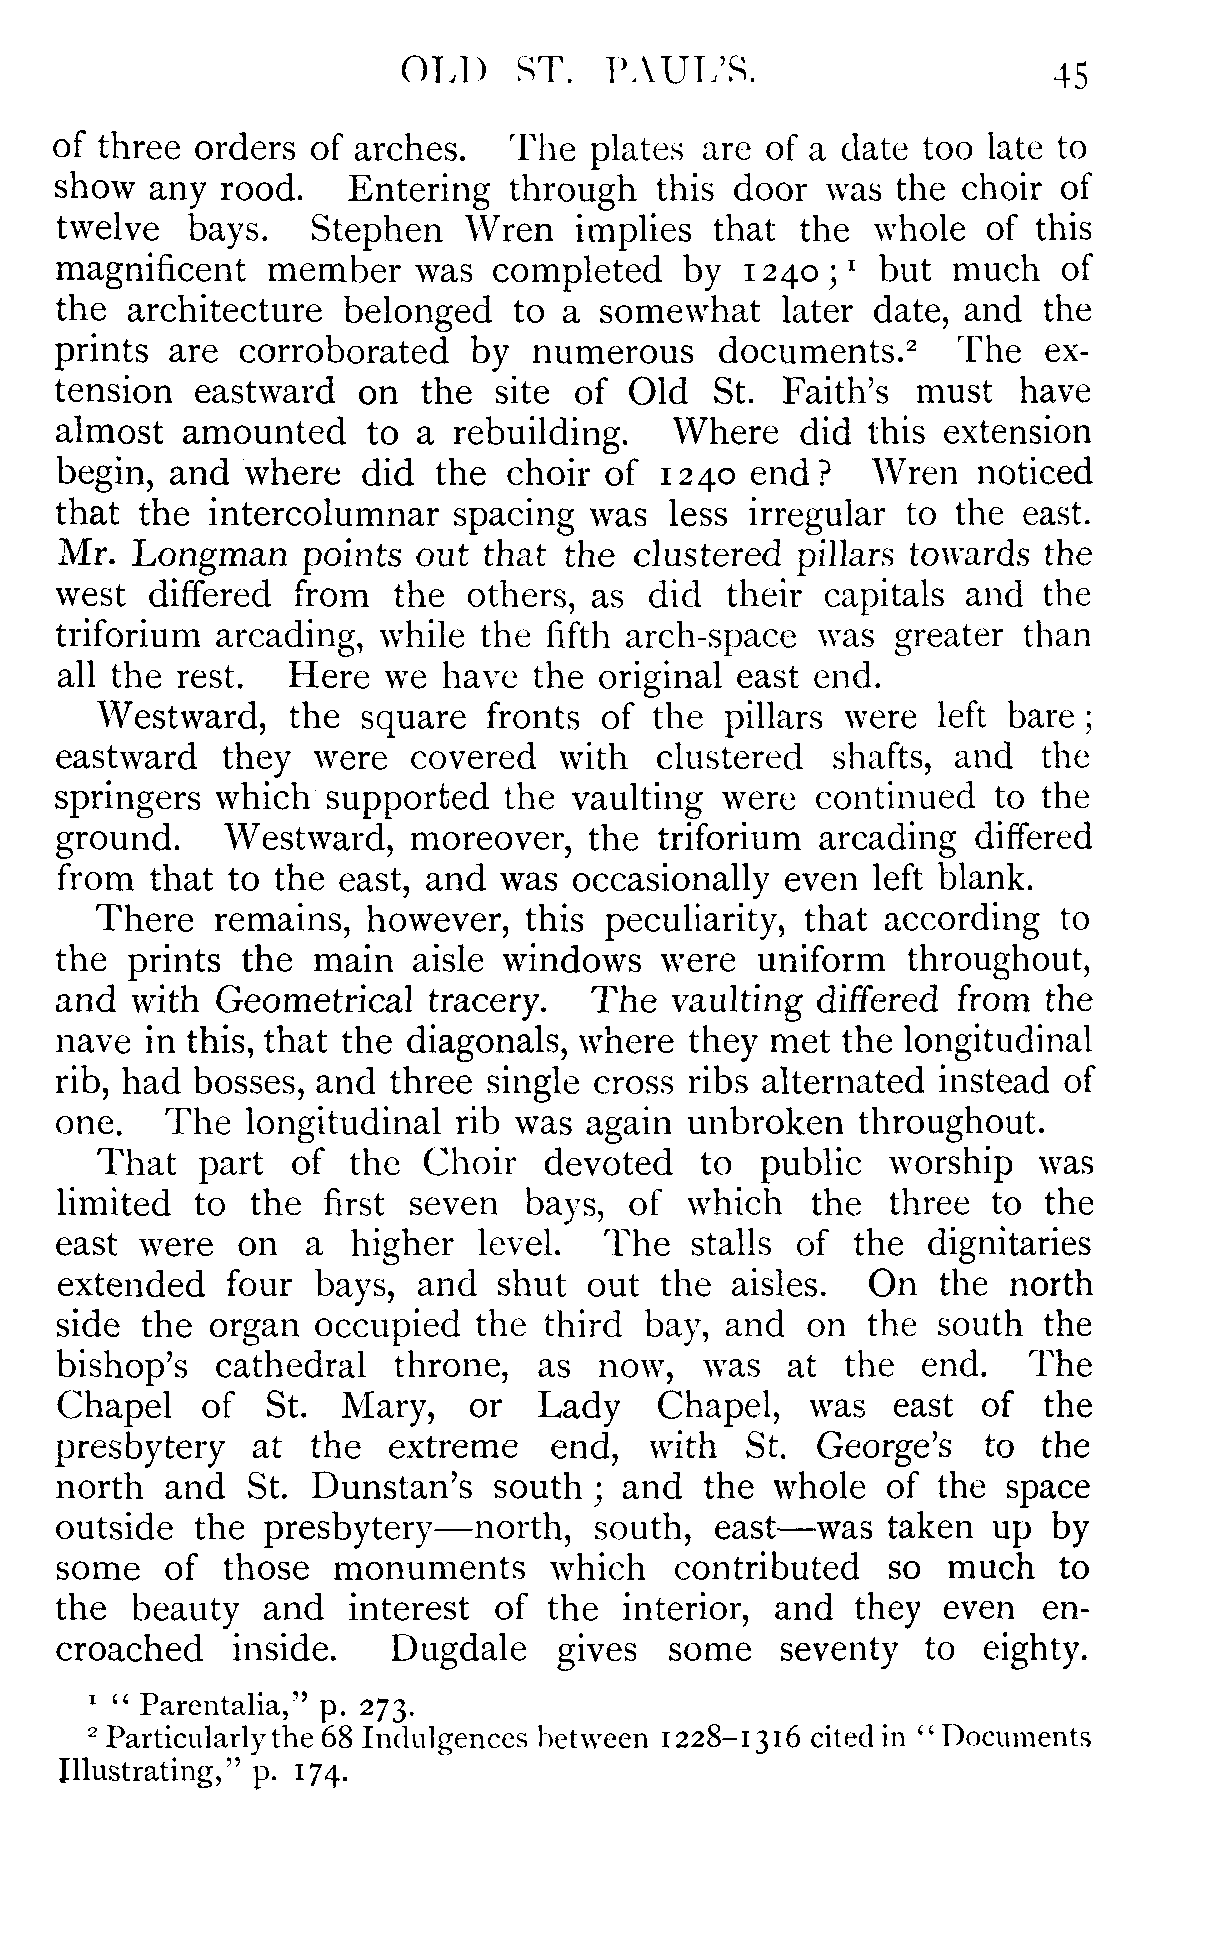 OLD ST. PAUL'S. 45
of three orders of arches. The plates are of a date too late to
show any rood. Entering through this door was the choir of
twelve bays. Stephen Wren implies that the whole of this
magnificent member was completed by 1240;¹ but much of
the architecture belonged to a somewhat later date, and the
prints are corroborated by numerous documents.² The ex-
tension eastward on the site of Old St. Faith's must have
almost amounted to a rebuilding. Where did this extension
begin, and where did the choir of 1240 end? Wren noticed
that the intercolumnar spacing was less irregular to the east.
Mr. Longman points out that the clustered pillars towards the
west differed from the others, as did their capitals and the
triforium arcading, while the fifth arch-space was greater than
all the rest. Here we have the original east end.
Westward, the square fronts of the pillars were left bare;
eastward they were covered with clustered shafts, and the
springers which supported the vaulting were continued to the
ground. Westward, moreover, the triforium arcading differed
from that to the east, and was occasionally even left blank.
There remains, however, this peculiarity, that according to
the prints the main aisle windows were uniform throughout,
and with Geometrical tracery. The vaulting differed from the
nave in this, that the diagonals, where they met the longitudinal
rib, had bosses, and three single cross ribs alternated instead of
one. The longitudinal rib was again unbroken throughout.
That part of the Choir devoted to public worship was
limited to the first seven bays, of which the three to the
east were on a higher level. The stalls of the dignitaries
extended four bays, and shut out the aisles. On the north
side the organ occupied the third bay, and on the south the
bishop's cathedral throne, as now, was at the end. The
Chapel of St. Mary, or Lady Chapel, was east of the
presbytery at the extreme end, with St. George's to the
north and St. Dunstan's south; and the whole of the space
outside the presbytery—north, south, east—was taken up by
some of those monuments which contributed so much to
the beauty and interest of the interior, and they even en-
croached inside. Dugdale gives some seventy to eighty.
¹ "Parentalia," p. 273.
² Particularly the 68 Indulgences between 1228–1316 cited in "Documents
Illustrating," p. 174.